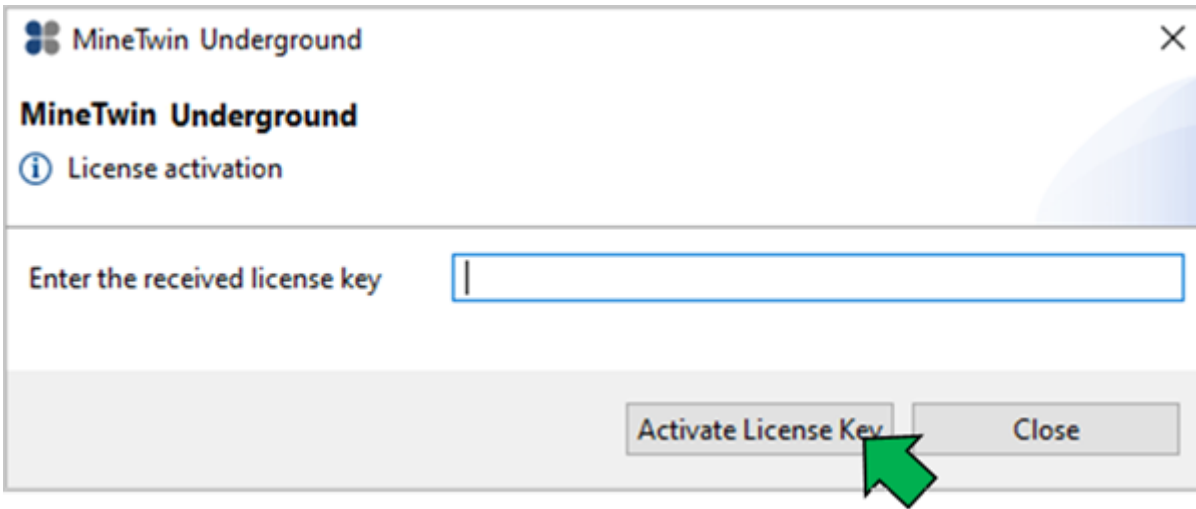 MineTwin Underground
MineTwin Underground
License activation
Enter the received license key
Activate License Key
Close